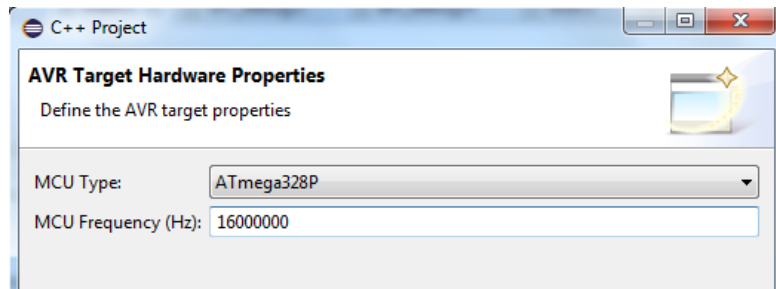 C++ Project
AVR Target Hardware Properties
Define the AVR target properties
MCU Type: ATmega328P
MCU Frequency (Hz): 16000000